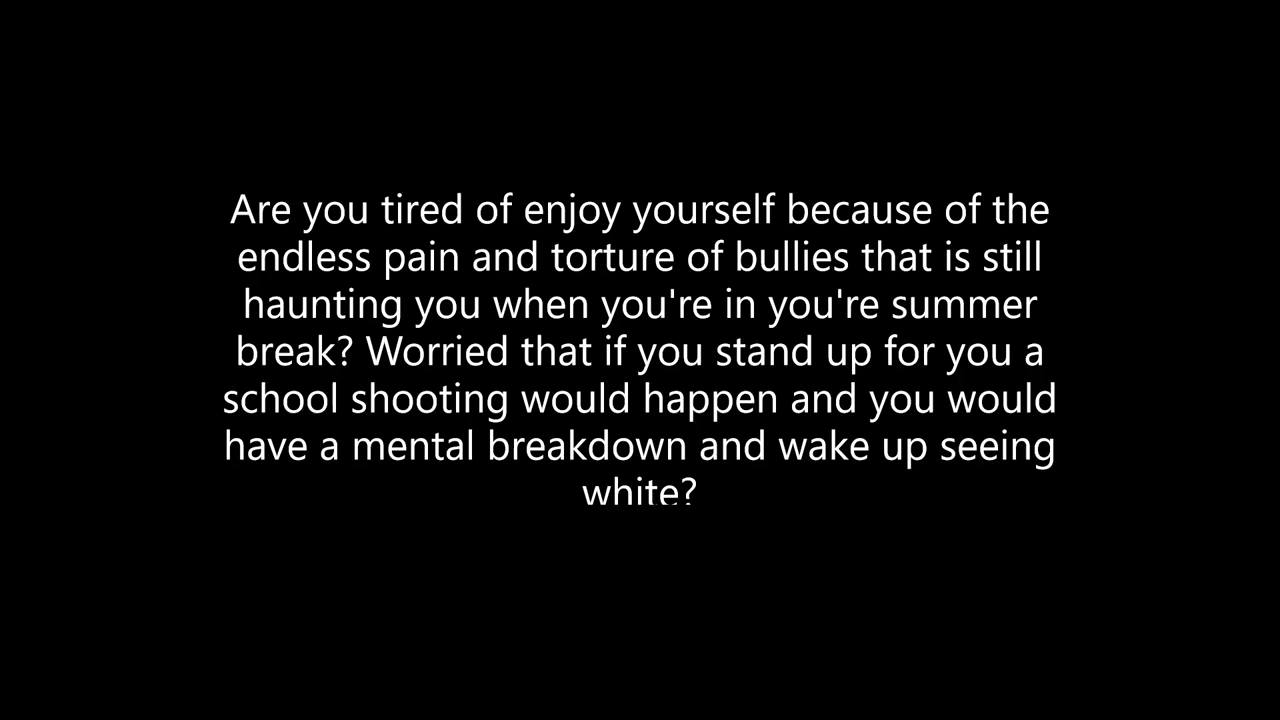 Are you tired of enjoy yourself because of the
endless pain and torture of bullies that is still
haunting you when you're in you're summer
break? Worried that if you stand up for you a
school shooting would happen and you would
have a mental breakdown and wake up seeing
white?